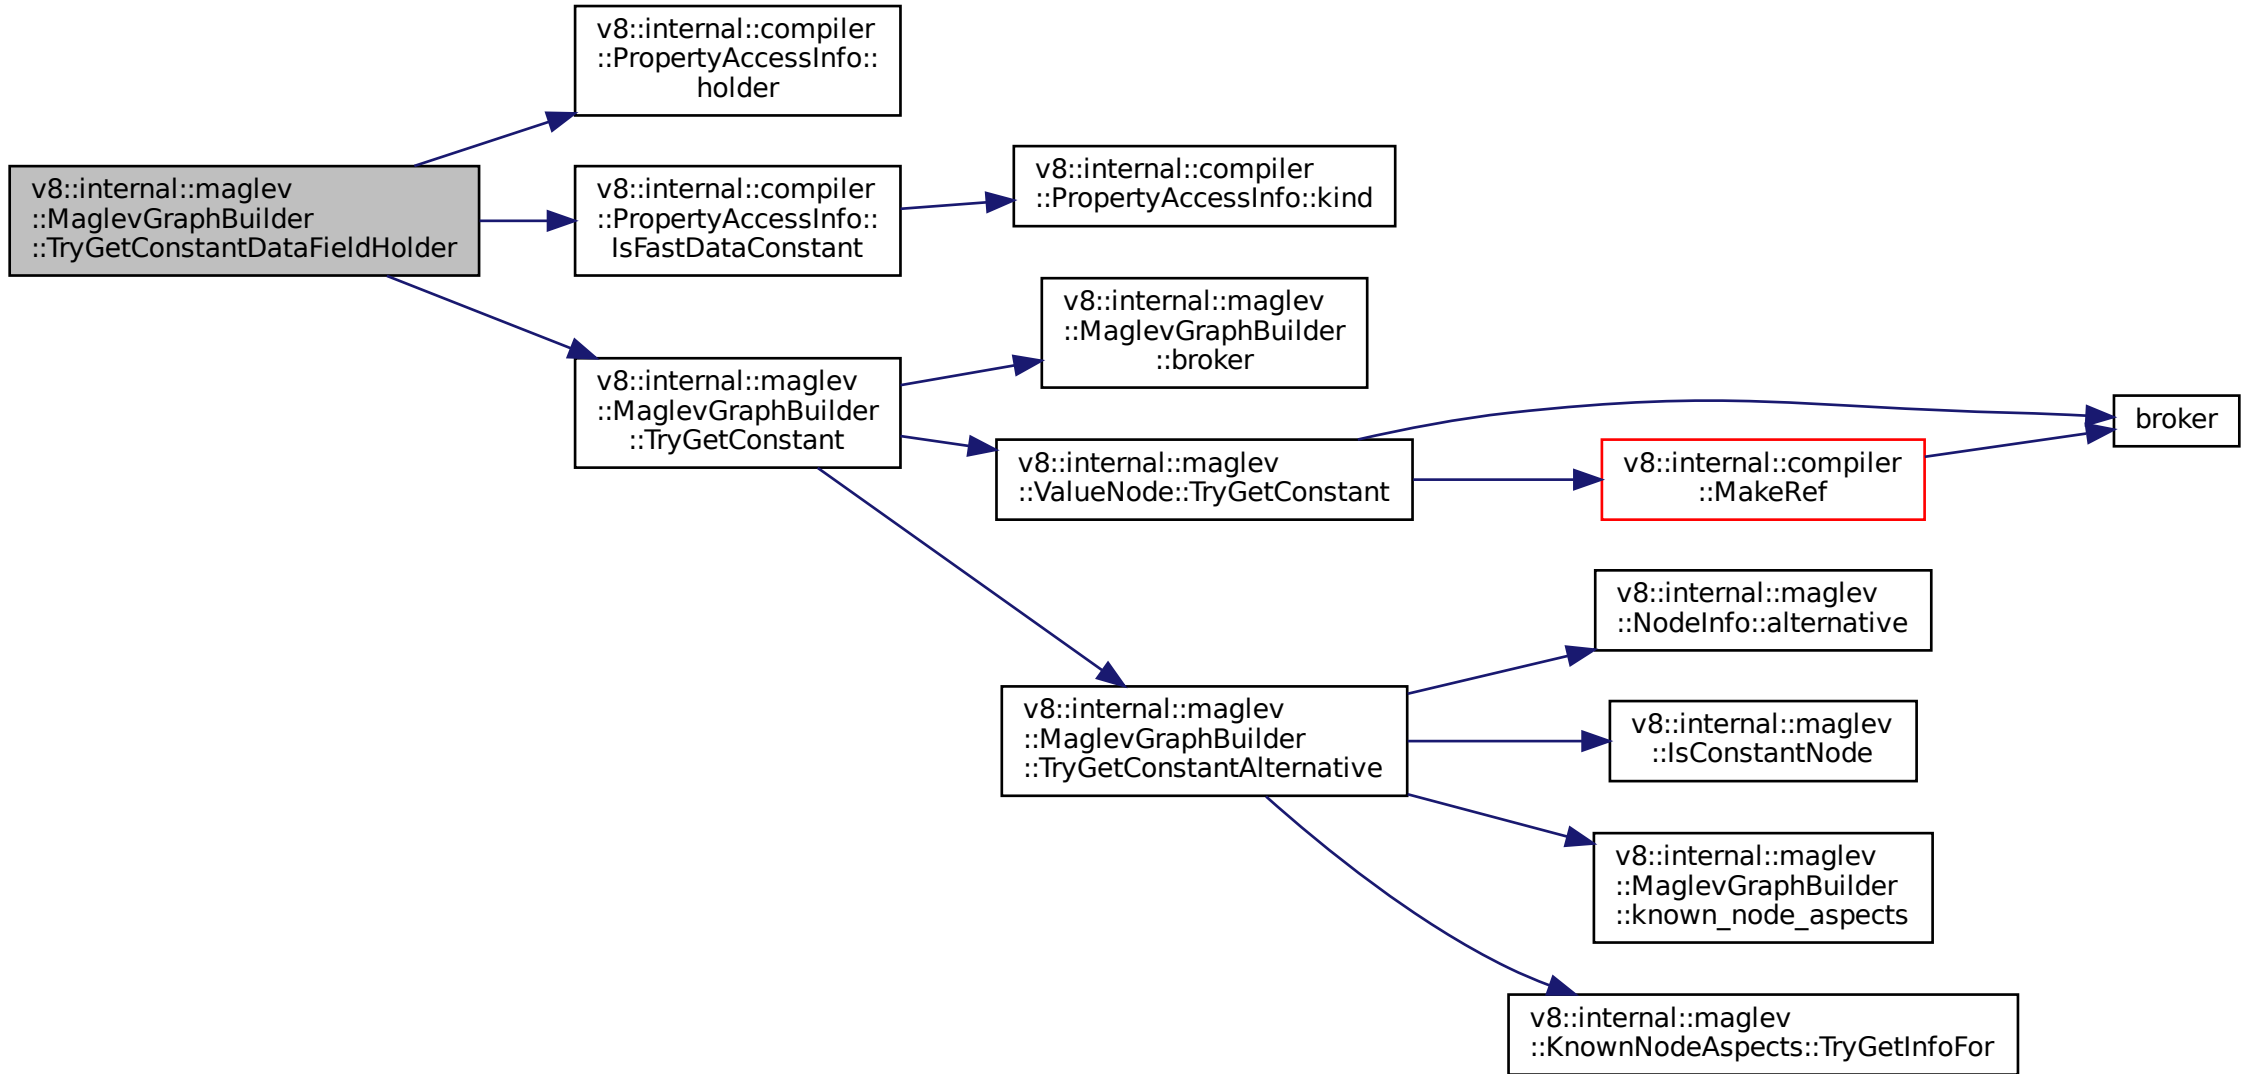 v8::internal::maglev
::MaglevGraphBuilder
::TryGetConstantDataFieldHolder
v8::internal::compiler
::PropertyAccessInfo::
holder
v8::internal::compiler
::PropertyAccessInfo::
IsFastDataConstant
v8::internal::compiler
::PropertyAccessInfo::kind
v8::internal::maglev
::MaglevGraphBuilder
::TryGetConstant
v8::internal::maglev
::MaglevGraphBuilder
::broker
v8::internal::maglev
::ValueNode::TryGetConstant
v8::internal::compiler
::MakeRef
broker
v8::internal::maglev
::MaglevGraphBuilder
::TryGetConstantAlternative
v8::internal::maglev
::NodeInfo::alternative
v8::internal::maglev
::IsConstantNode
v8::internal::maglev
::MaglevGraphBuilder
::known_node_aspects
v8::internal::maglev
::KnownNodeAspects::TryGetInfoFor